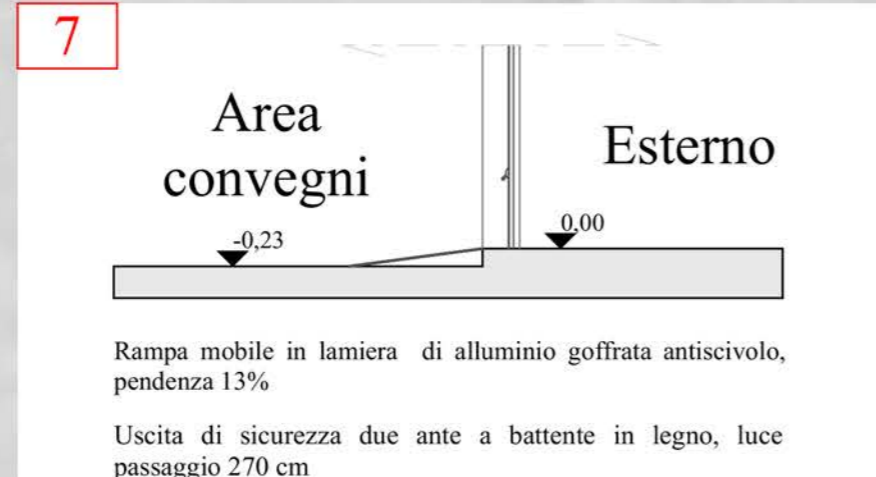 7
Area
convegni
Esterno
-0,23
0,00
Rampa mobile in lamiera di alluminio goffrata antiscivolo,
pendenza 13%
Uscita di sicurezza due ante a battente in legno, luce
passaggio 270 cm